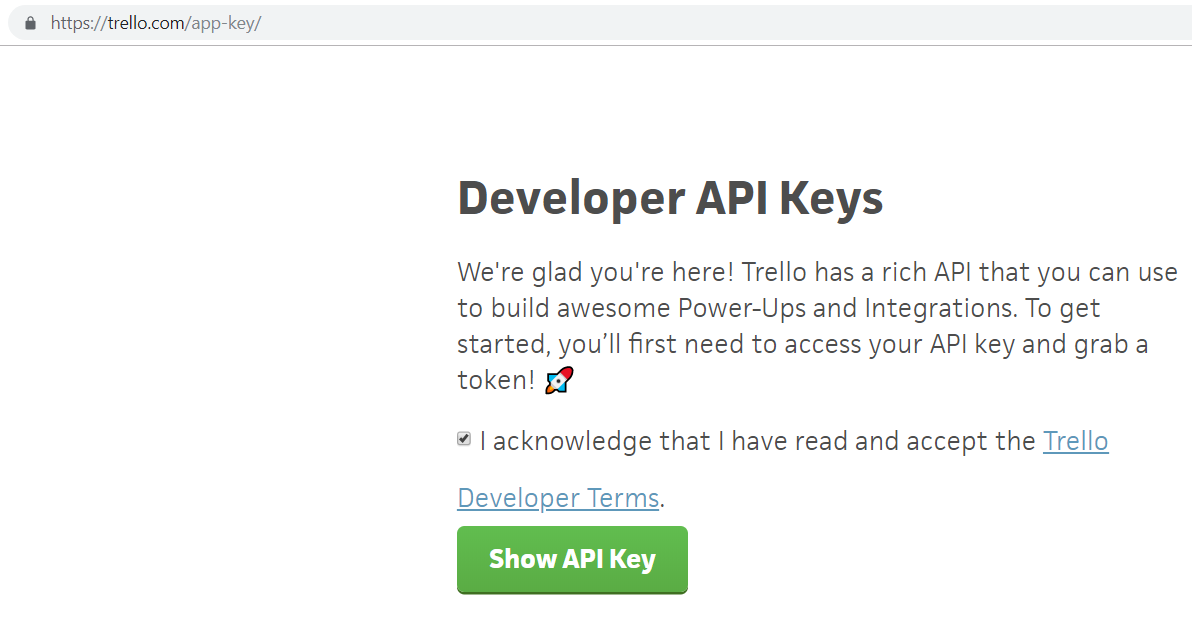 https://trello.com/app-key/
Developer API Keys
We're glad you're here! Trello has a rich API that you can use
to build awesome Power-Ups and Integrations. To get
started, you’ll first need to access your API key and grab a
token! 🚀
I acknowledge that I have read and accept the Trello
Developer Terms.
Show API Key